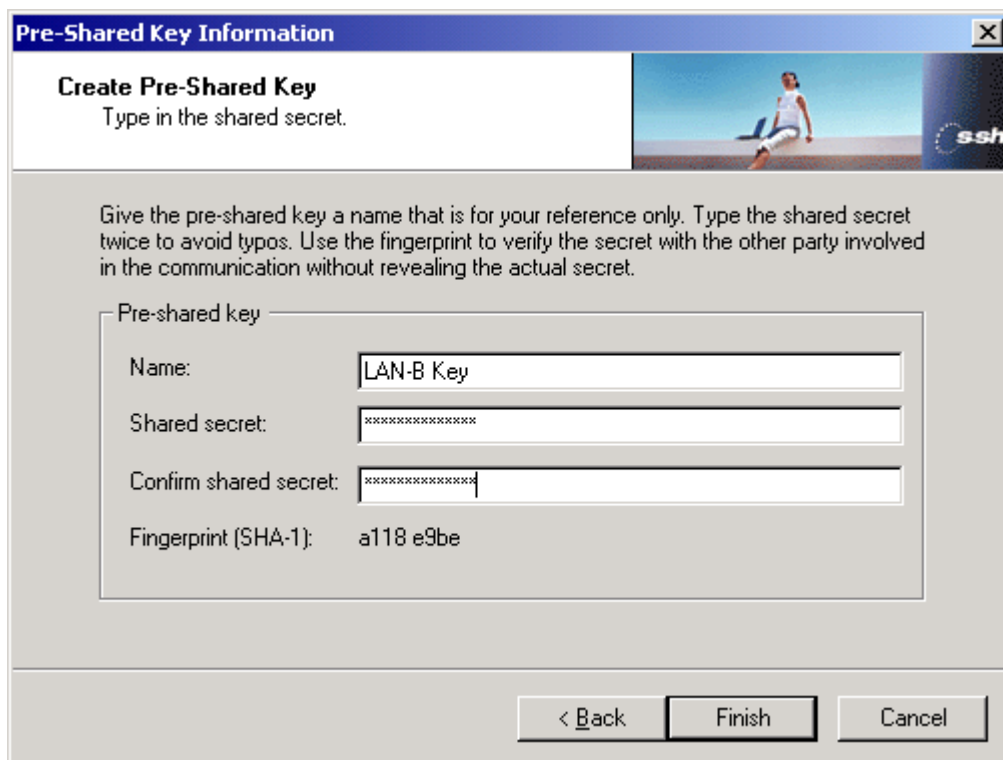 Pre-Shared Key Information
Create Pre-Shared Key
Type in the shared secret.
ssh
Give the pre-shared key a name that is for your reference only. Type the shared secret
twice to avoid typos. Use the fingerprint to verify the secret with the other party involved
in the communication without revealing the actual secret.
Pre-shared key
Name: LAN-B Key
Shared secret: **************
Confirm shared secret: **************
Fingerprint (SHA-1): a118 e9be
< Back Finish Cancel